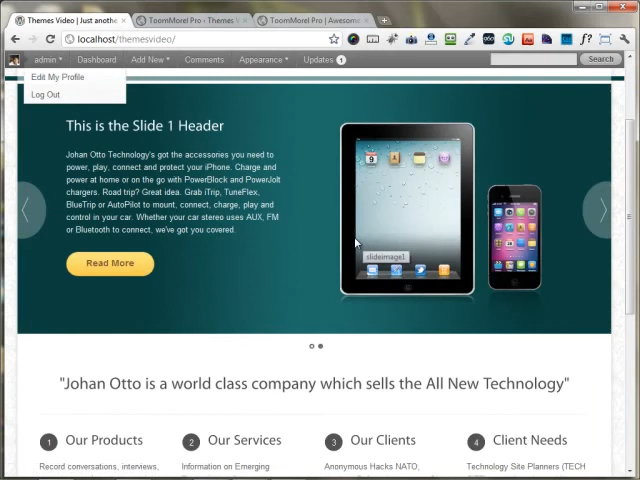 Themes Video | Just anothe
ToomMorel Pro › Themes V
ToomMorel Pro | Awesome
localhost/themesvideo/
admin Dashboard Add New Comments Appearance Updates 1 Search
Edit My Profile
Log Out
This is the Slide 1 Header
Johan Otto Technology's got the accessories you need to
power, play, connect and protect your iPhone. Charge and
power at home or on the go with PowerBlock and PowerJolt
chargers. Road trip? Great idea. Grab iTrip, TuneFlex,
BlueTrip or AutoPilot to mount, connect, charge, play and
control in your car. Whether your car stereo uses AUX, FM
or Bluetooth to connect, we've got you covered.
Read More
slideimage1
"Johan Otto is a world class company which sells the All New Technology"
1 Our Products
2 Our Services
3 Our Clients
4 Client Needs
Record conversations, interviews,
Information on Emerging
Anonymous Hacks NATO,
Technology Site Planners (TECH